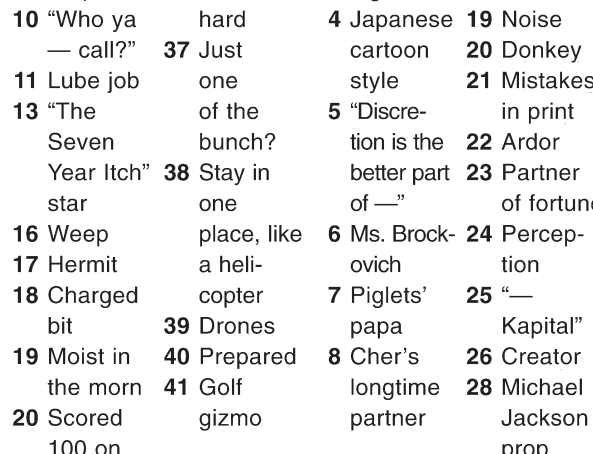 10 “Who ya
— call?”
11 Lube job
13 “The
Seven
Year Itch”
star
16 Weep
17 Hermit
18 Charged
bit
19 Moist in
the morn
20 Scored
100 on
hard
37 Just
one
of the
bunch?
38 Stay in
one
place, like
a heli-
copter
39 Drones
40 Prepared
41 Golf
gizmo
4 Japanese
cartoon
style
5 “Discre-
tion is the
better part
of —”
6 Ms. Brock-
ovich
7 Piglets’
papa
8 Cher’s
longtime
partner
19 Noise
20 Donkey
21 Mistakes
in print
22 Ardor
23 Partner
of fortune
24 Percep-
tion
25 “—
Kapital”
26 Creator
28 Michael
Jackson
prop